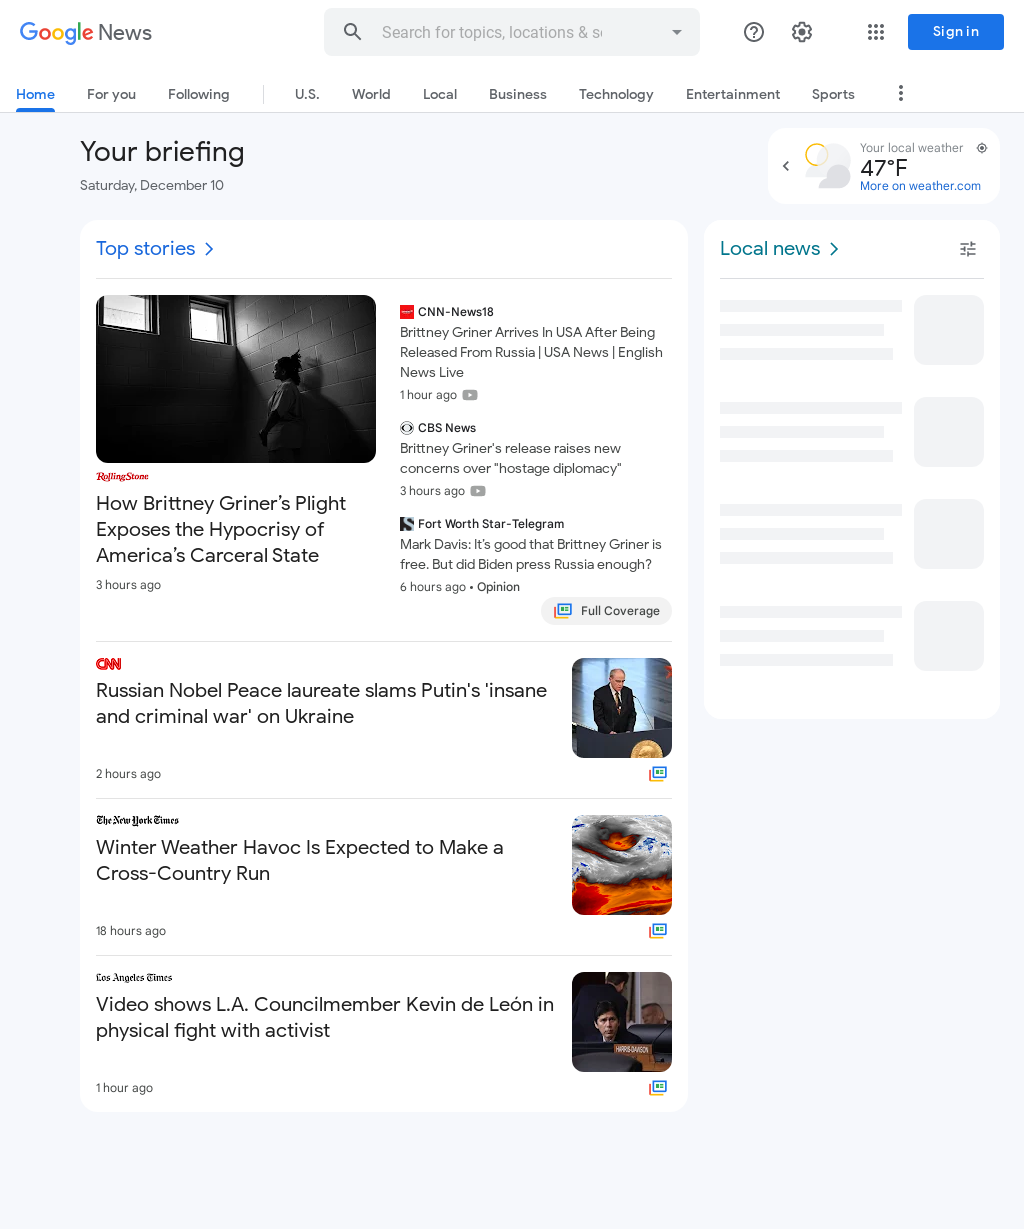 Google News
Search for topics, locations & so
Sign in
Home For you Following U.S. World Local Business Technology Entertainment Sports
Your briefing
Saturday, December 10
Your local weather
47°F
More on weather.com
Top stories
Local news
RollingStone
How Brittney Griner’s Plight
Exposes the Hypocrisy of
America’s Carceral State
3 hours ago
CNN-News18
Brittney Griner Arrives In USA After Being
Released From Russia | USA News | English
News Live
1 hour ago
CBS News
Brittney Griner's release raises new
concerns over "hostage diplomacy"
3 hours ago
Fort Worth Star-Telegram
Mark Davis: It’s good that Brittney Griner is
free. But did Biden press Russia enough?
6 hours ago • Opinion
Full Coverage
CNN
Russian Nobel Peace laureate slams Putin's 'insane
and criminal war' on Ukraine
2 hours ago
The New York Times
Winter Weather Havoc Is Expected to Make a
Cross-Country Run
18 hours ago
Los Angeles Times
Video shows L.A. Councilmember Kevin de León in
physical fight with activist
HARRIS-DAWSON
1 hour ago